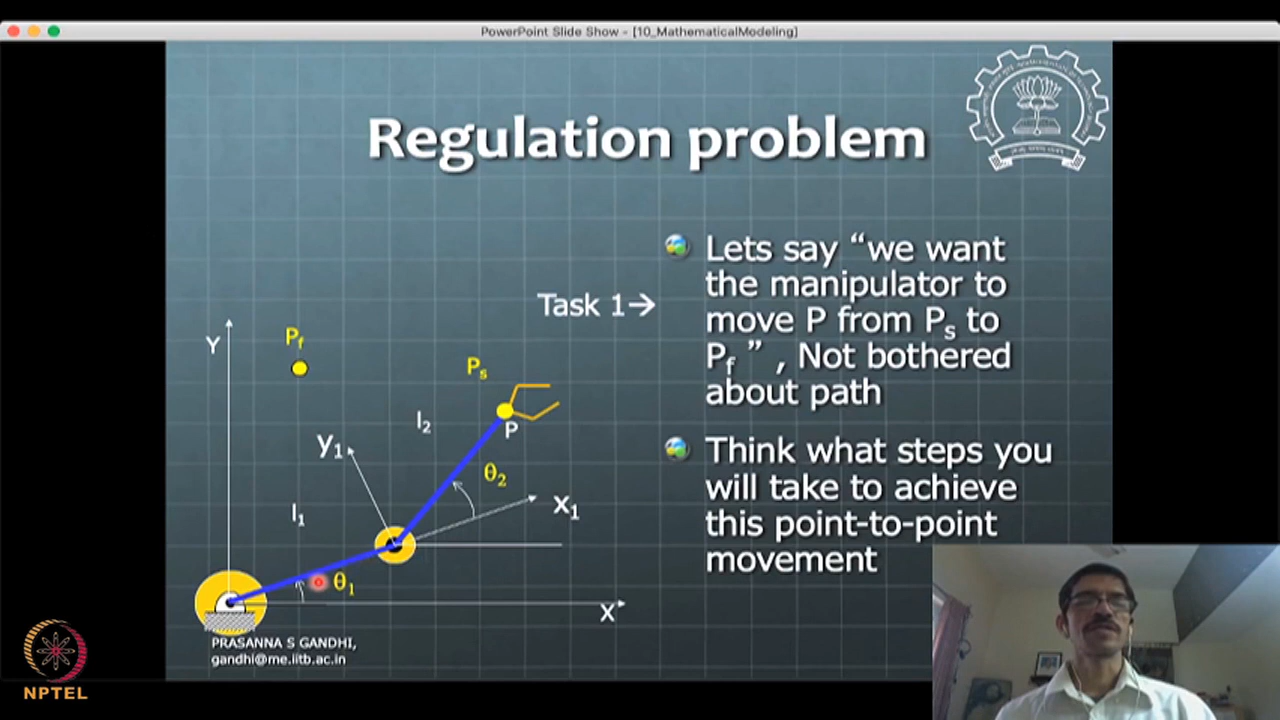 PowerPoint Slide Show - [10_MathematicalModeling]
Regulation problem
Lets say “we want
the manipulator to
move P from Ps to
Pf ” , Not bothered
about path
Task 1→
Think what steps you
will take to achieve
this point-to-point
movement
Y
Pf
Ps
l2
P
y1
θ2
x1
l1
θ1
X
PRASANNA S GANDHI,
gandhi@me.iitb.ac.in
NPTEL